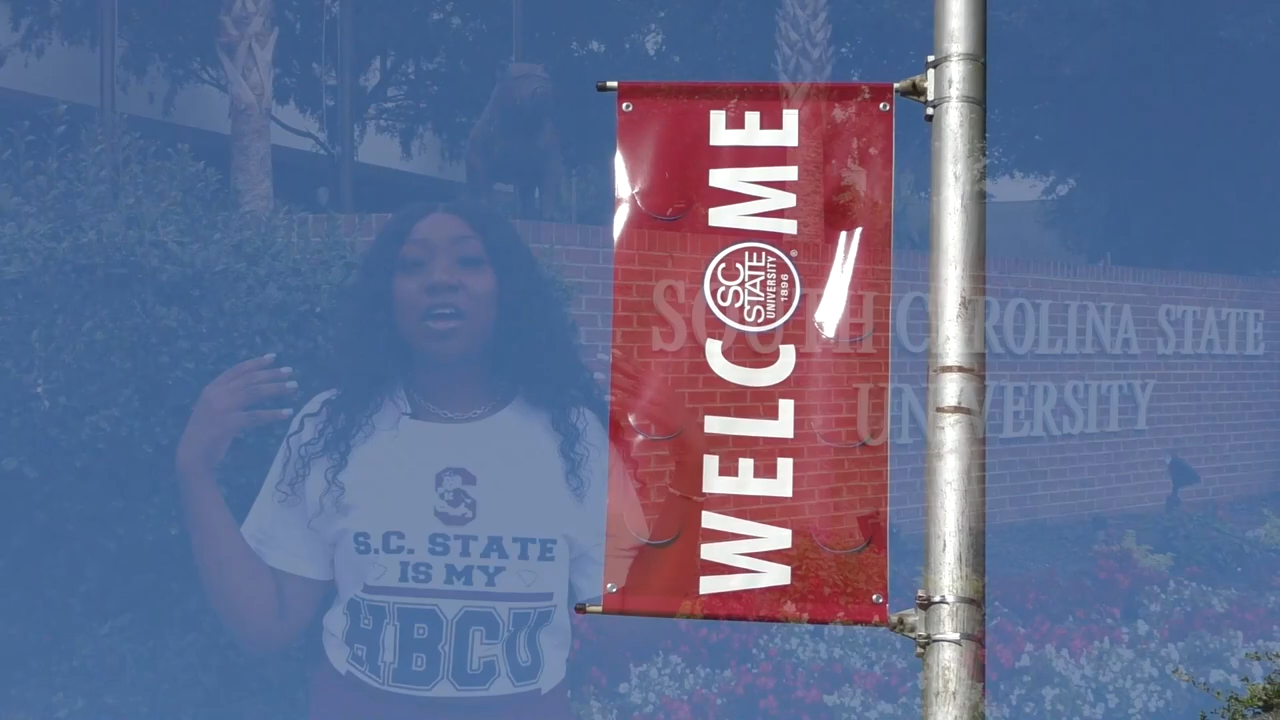 WELCOME
SC
STATE
UNIVERSITY
1896
®
SOUTH CAROLINA STATE
UNIVERSITY
S
S.C. STATE
IS MY
HBCU